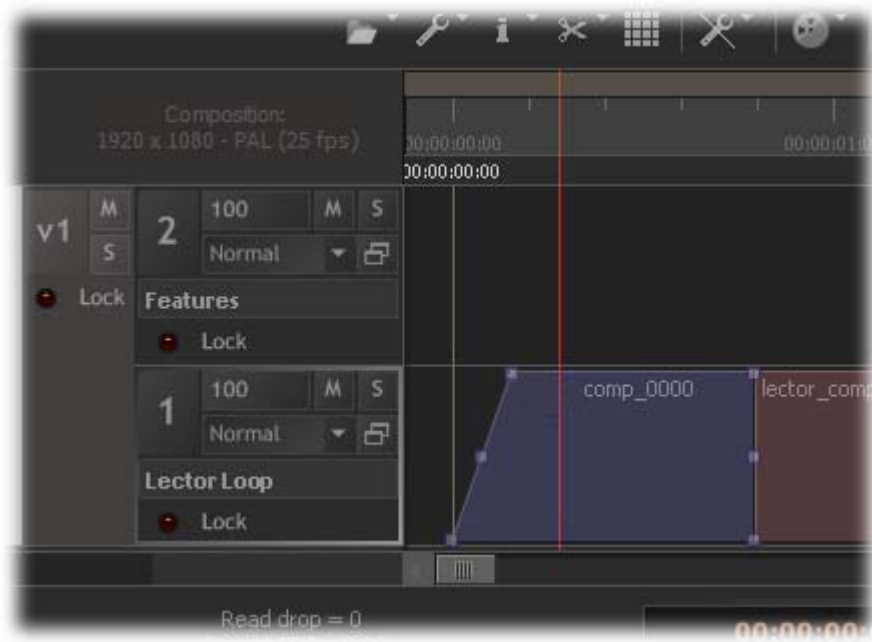 Composition:
1920 x 1080 - PAL (25 fps)
00:00:00:00
00:00:00:00
v1
M
S
Lock
2
100
M
S
Normal
Features
Lock
1
100
M
S
Normal
Lector Loop
Lock
comp_0000
Read drop = 0